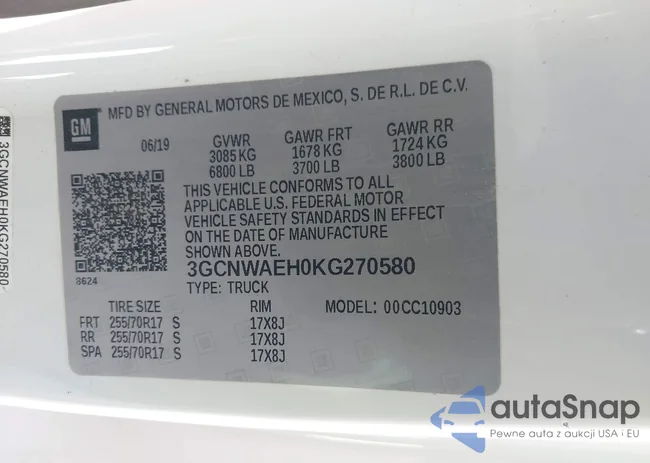 3GCNWAEH0KG270580
GM
MFD BY GENERAL MOTORS DE MEXICO, S. DE R.L. DE C.V.
06/19 GVWR GAWR FRT GAWR RR
3085 KG 1678 KG 1724 KG
6800 LB 3700 LB 3800 LB
THIS VEHICLE CONFORMS TO ALL
APPLICABLE U.S. FEDERAL MOTOR
VEHICLE SAFETY STANDARDS IN EFFECT
ON THE DATE OF MANUFACTURE
SHOWN ABOVE.
3GCNWAEH0KG270580
8624
TYPE: TRUCK
TIRE SIZE RIM MODEL: 00CC10903
FRT 255/70R17 S 17X8J
RR 255/70R17 S 17X8J
SPA 255/70R17 S 17X8J
autaSnap
Pewne auta z aukcji USA i EU